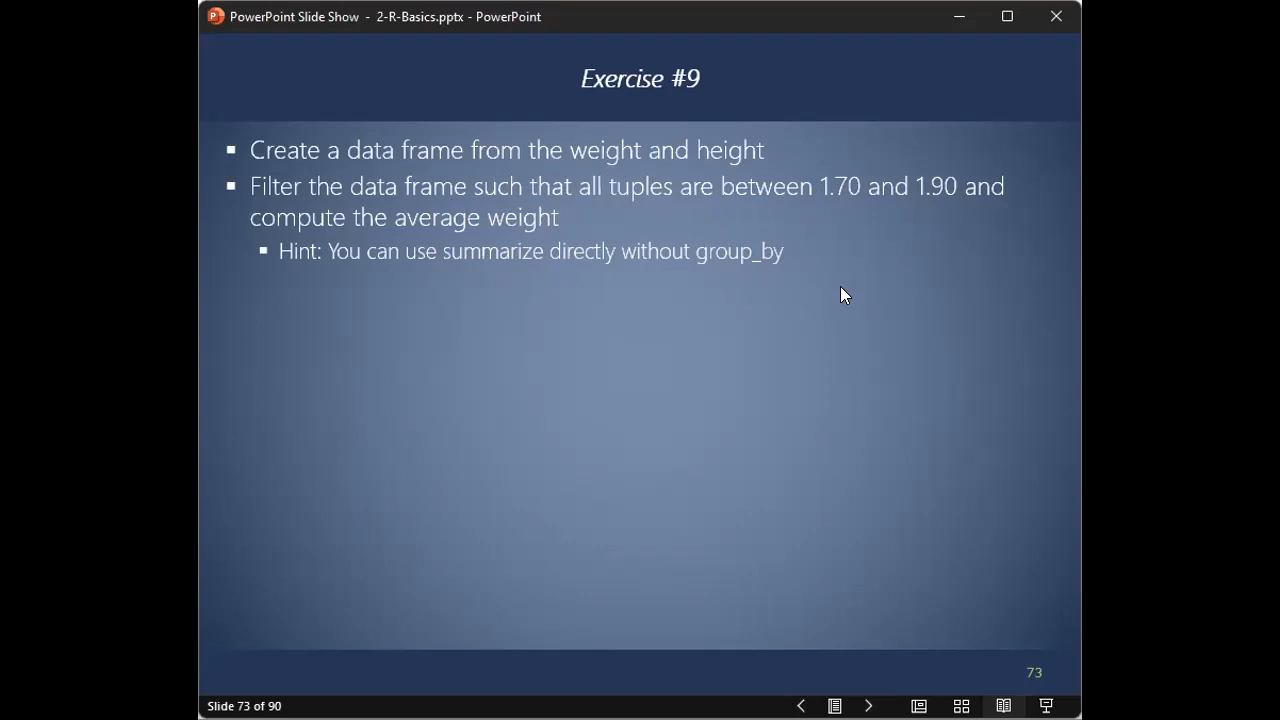 PowerPoint Slide Show - 2-R-Basics.pptx - PowerPoint
Exercise #9
▪ Create a data frame from the weight and height
▪ Filter the data frame such that all tuples are between 1.70 and 1.90 and
compute the average weight
▪ Hint: You can use summarize directly without group_by
73
Slide 73 of 90